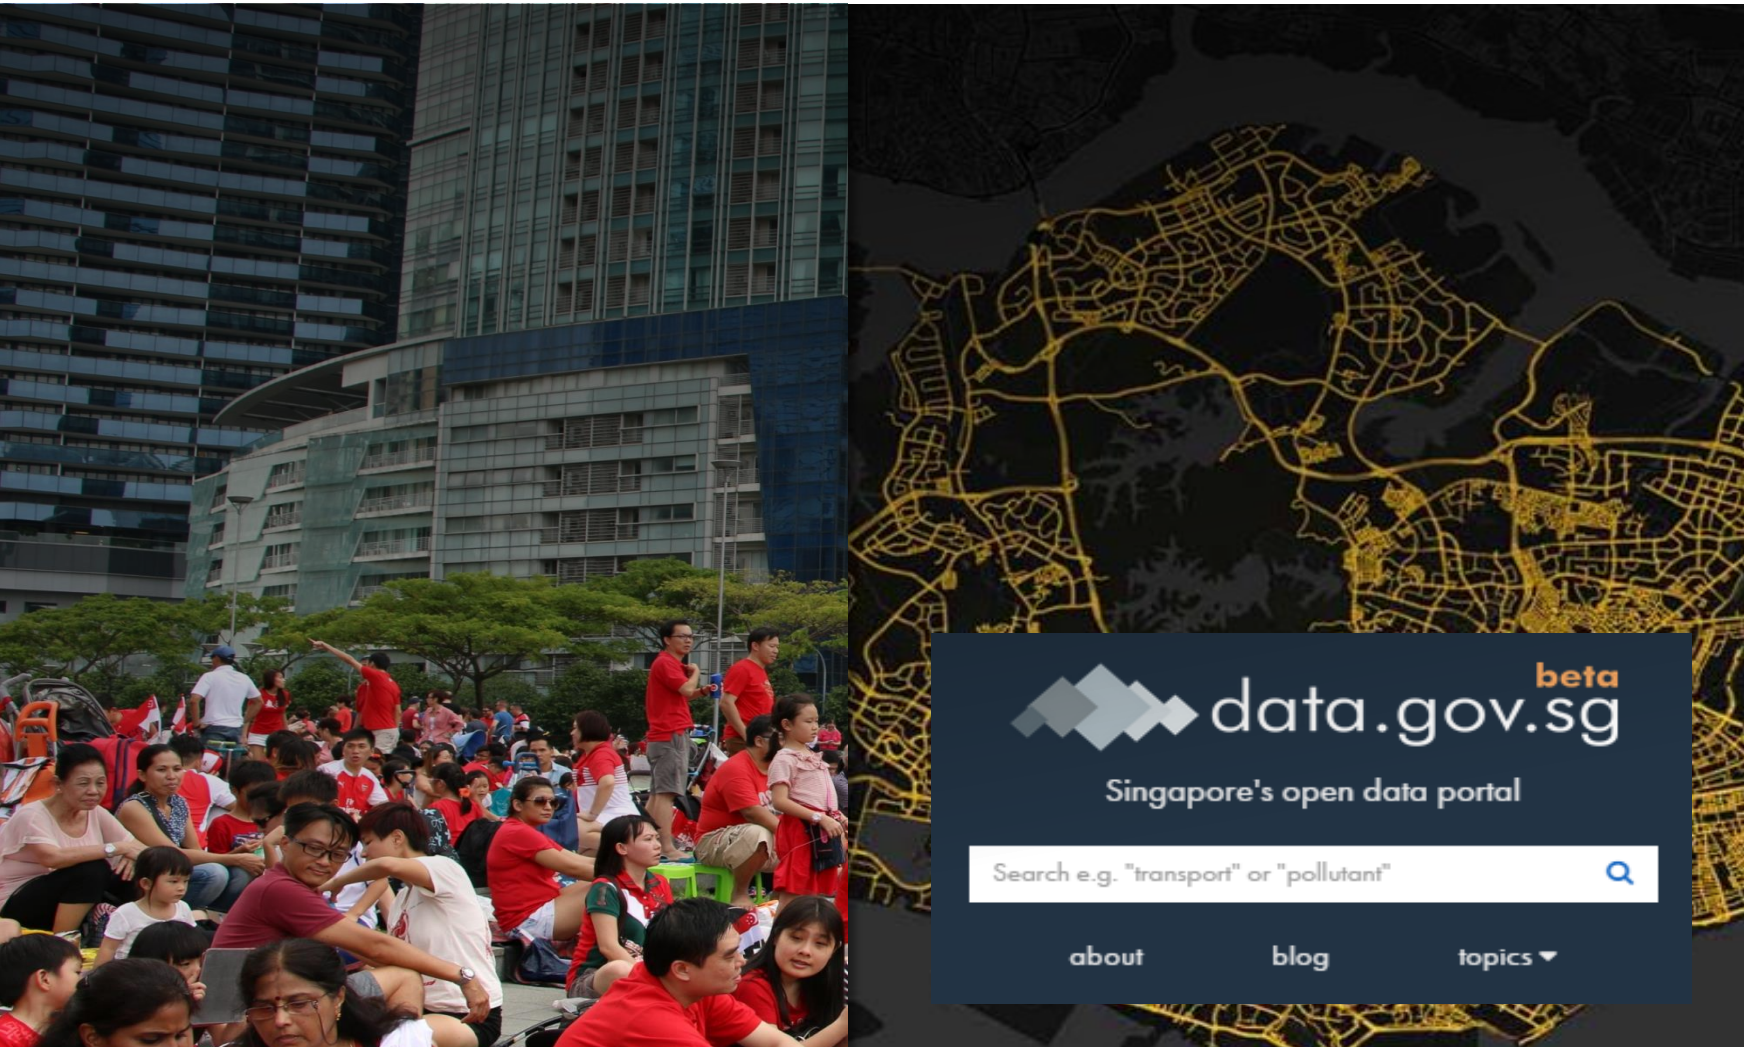 beta
data.gov.sg
Singapore's open data portal
Search e.g. "transport" or "pollutant"
about blog topics